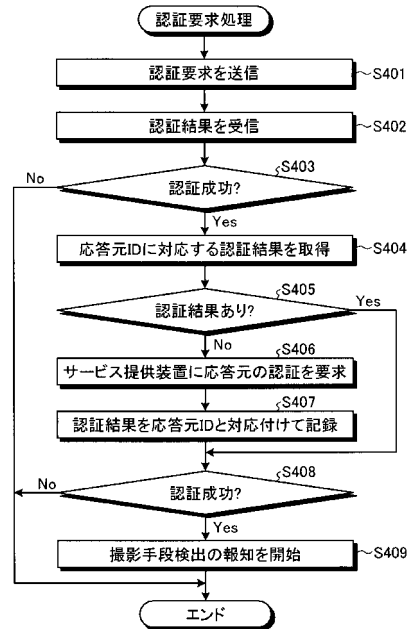 認証要求処理
認証要求を送信
S401
認証結果を受信
S402
S403
No
認証成功?
Yes
応答元IDに対応する認証結果を取得
S404
S405
認証結果あり?
Yes
No
S406
サービス提供装置に応答元の認証を要求
S407
認証結果を応答元IDと対応付けて記録
S408
No
認証成功?
Yes
撮影手段検出の報知を開始
S409
エンド